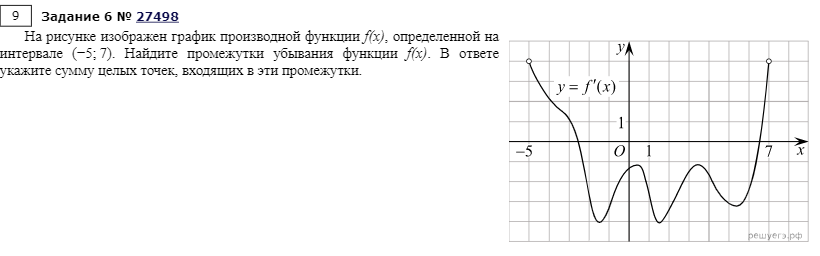 9 Задание 6 № 27498
На рисунке изображен график производной функции f(x), определенной на
интервале (−5; 7). Найдите промежутки убывания функции f(x). В ответе
укажите сумму целых точек, входящих в эти промежутки.
y
y = f′(x)
1
−5 O 1 7 x
решуегэ.рф